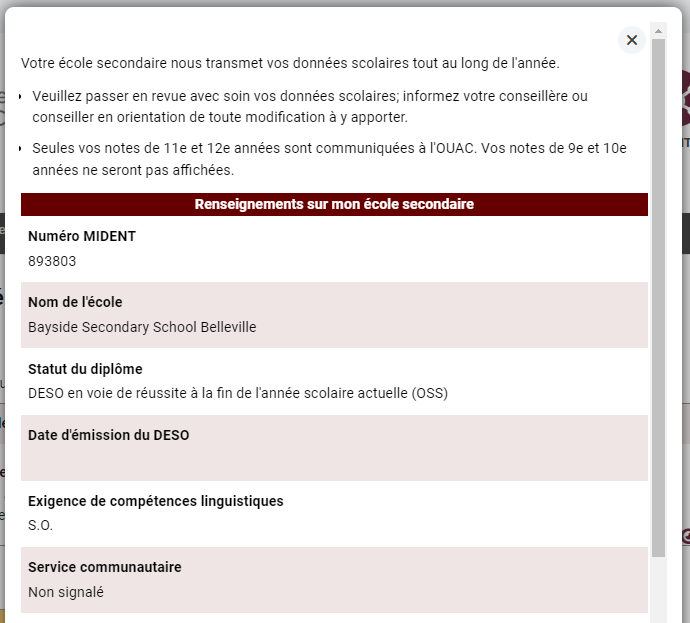 Votre école secondaire nous transmet vos données scolaires tout au long de l'année.
Veuillez passer en revue avec soin vos données scolaires; informez votre conseillère ou
conseiller en orientation de toute modification à y apporter.
Seules vos notes de 11e et 12e années sont communiquées à l'OUAC. Vos notes de 9e et 10e
années ne seront pas affichées.
Renseignements sur mon école secondaire
Numéro MIDENT
893803
Nom de l'école
Bayside Secondary School Belleville
Statut du diplôme
DESO en voie de réussite à la fin de l'année scolaire actuelle (OSS)
Date d'émission du DESO
Exigence de compétences linguistiques
S.O.
Service communautaire
Non signalé